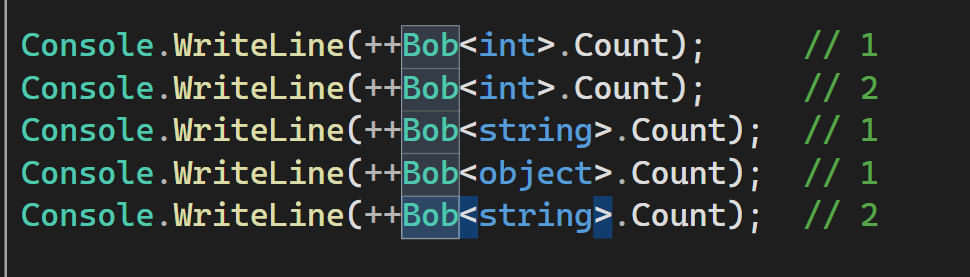 Console.WriteLine(++Bob<int>.Count);      // 1
Console.WriteLine(++Bob<int>.Count);      // 2
Console.WriteLine(++Bob<string>.Count);   // 1
Console.WriteLine(++Bob<object>.Count);   // 1
Console.WriteLine(++Bob<string>.Count);   // 2